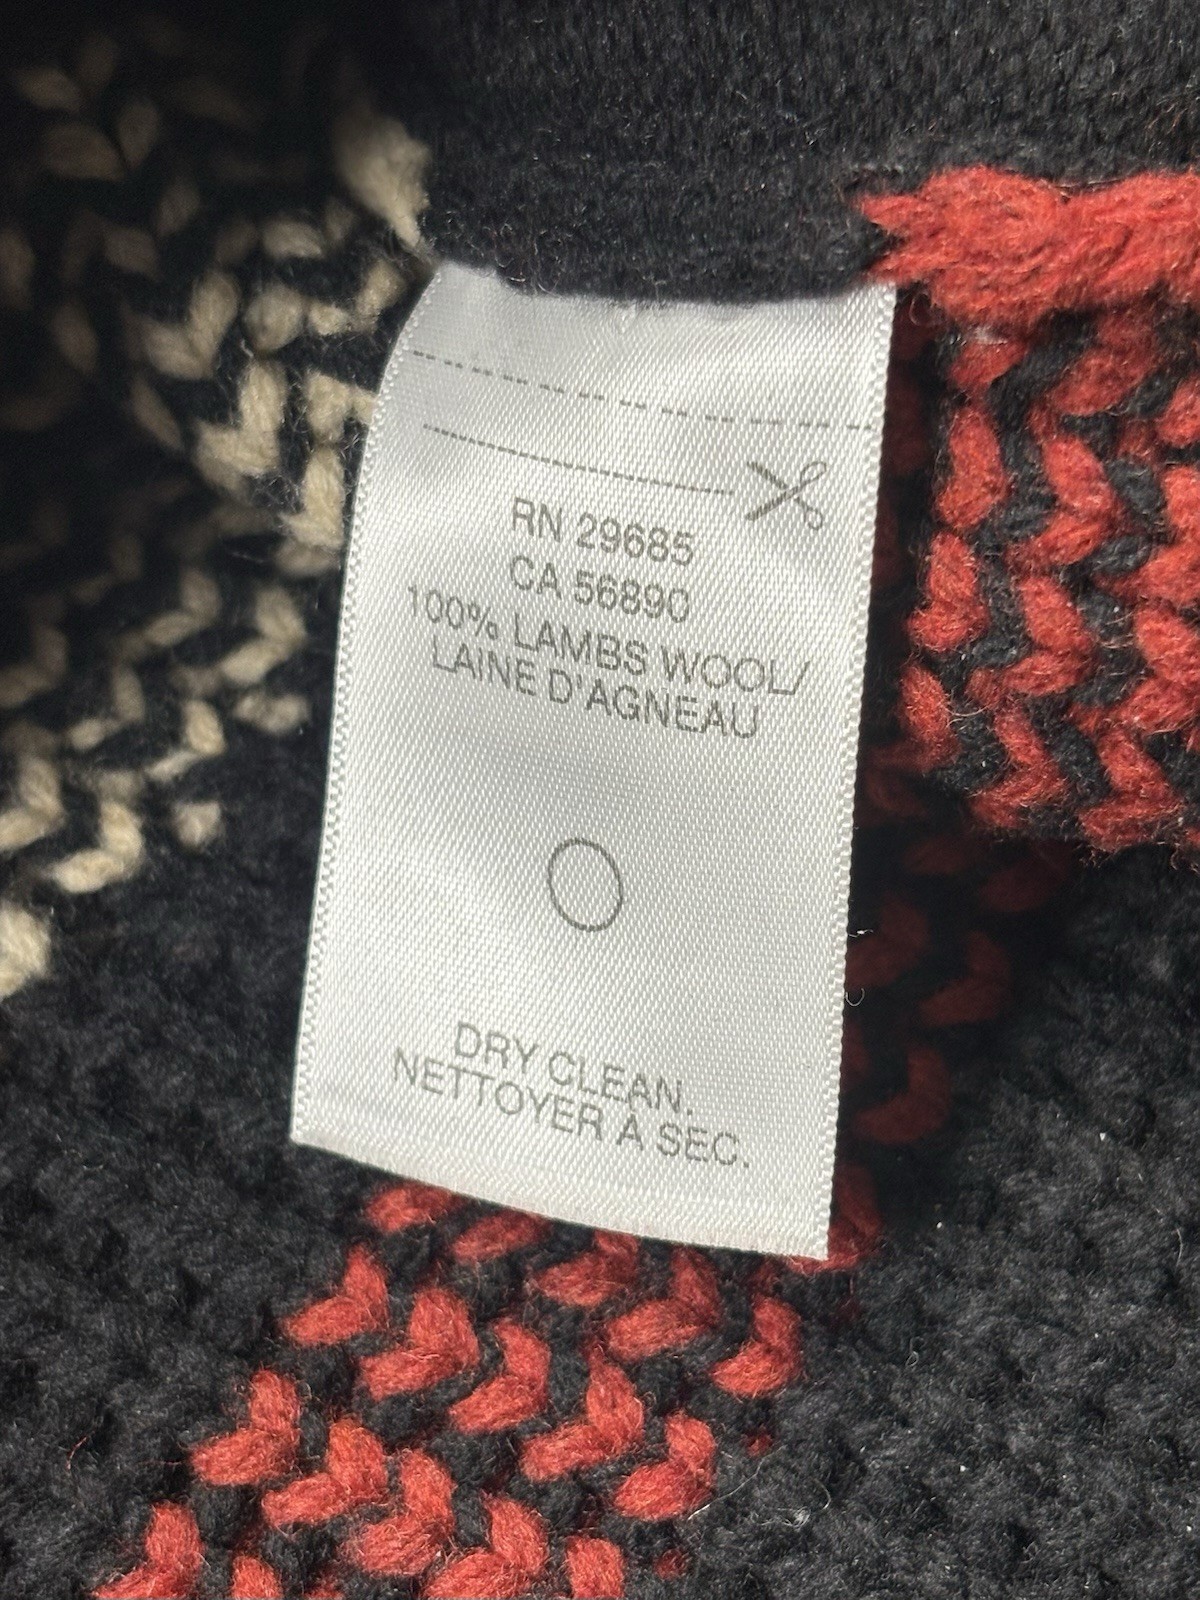 RN 29685
CA 56890
100% LAMBS WOOL/
LAINE D'AGNEAU
DRY CLEAN.
NETTOYER À SEC.